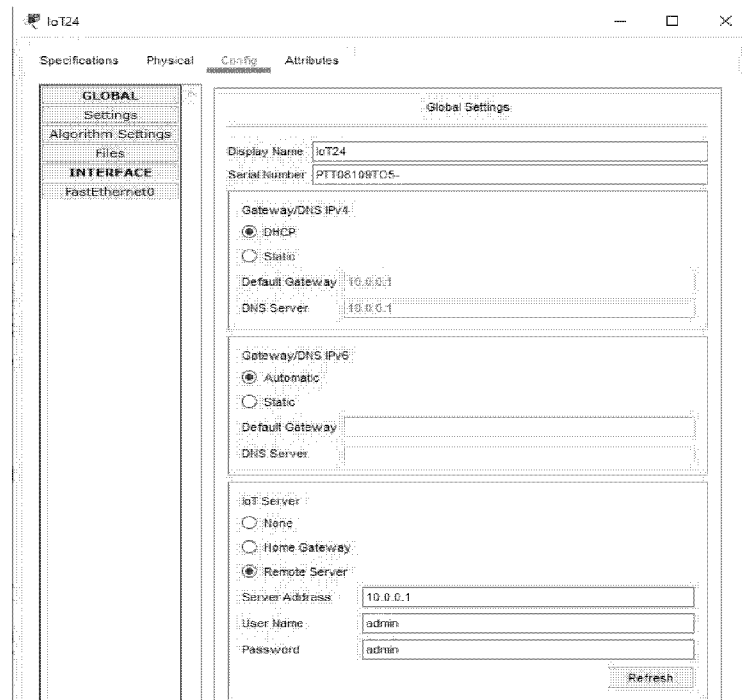 IoT24
Specifications Physical Config Attributes
GLOBAL
Settings
Algorithm Settings
Files
INTERFACE
FastEthernet0
Global Settings
Display Name IoT24
Serial Number
Gateway/DNS IPv4
DHCP
Static
Default Gateway 10.0.0.1
DNS Server 10.0.0.1
Gateway/DNS IPv6
Automatic
Static
Default Gateway
DNS Server
IoT Server
None
Home Gateway
Remote Server
Server Address 10.0.0.1
User Name admin
Password admin
Refresh